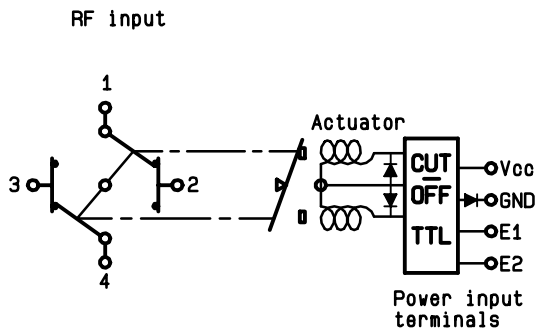 RF input
1
Actuator
3
2
4
CUT
OFF
TTL
Vcc
GND
E1
E2
Power input
terminals